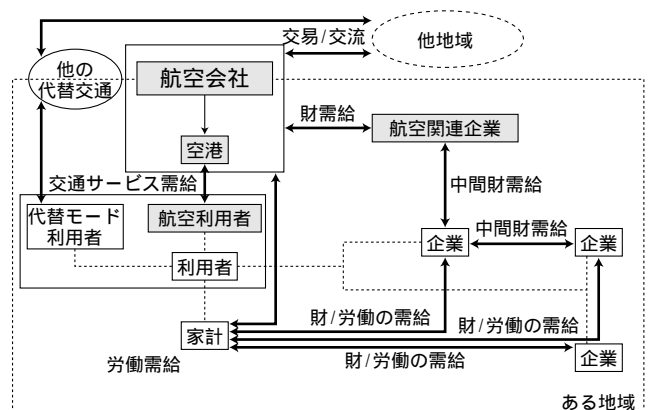 交易/交流
他地域
他の
代替交通
航空会社
財需給
航空関連企業
空港
交通サービス需給
中間財需給
代替モード
利用者
航空利用者
企業
中間財需給
企業
利用者
財/労働の需給
財/労働の需給
家計
労働需給
財/労働の需給
企業
ある地域